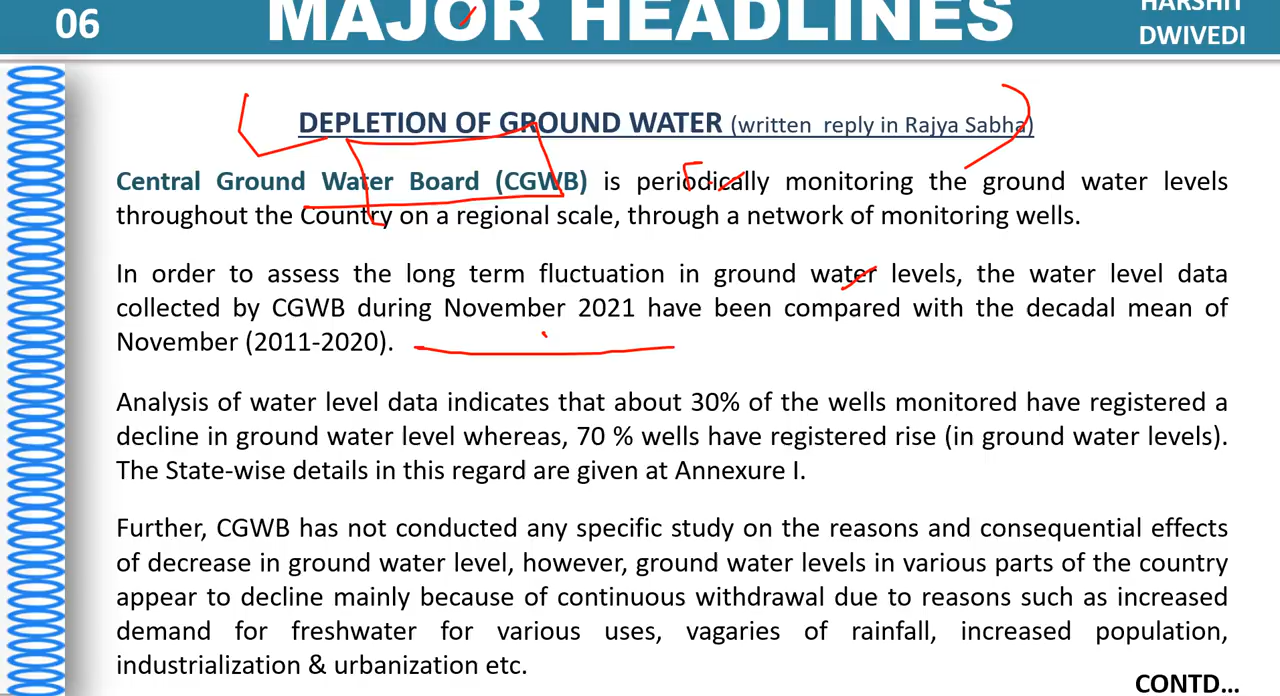 06
MAJOR HEADLINES
HARSHIT
DWIVEDI
DEPLETION OF GROUND WATER (written reply in Rajya Sabha)
Central Ground Water Board (CGWB) is periodically monitoring the ground water levels
throughout the Country on a regional scale, through a network of monitoring wells.
In order to assess the long term fluctuation in ground water levels, the water level data
collected by CGWB during November 2021 have been compared with the decadal mean of
November (2011-2020).
Analysis of water level data indicates that about 30% of the wells monitored have registered a
decline in ground water level whereas, 70 % wells have registered rise (in ground water levels).
The State-wise details in this regard are given at Annexure I.
Further, CGWB has not conducted any specific study on the reasons and consequential effects
of decrease in ground water level, however, ground water levels in various parts of the country
appear to decline mainly because of continuous withdrawal due to reasons such as increased
demand for freshwater for various uses, vagaries of rainfall, increased population,
industrialization & urbanization etc.
CONTD...